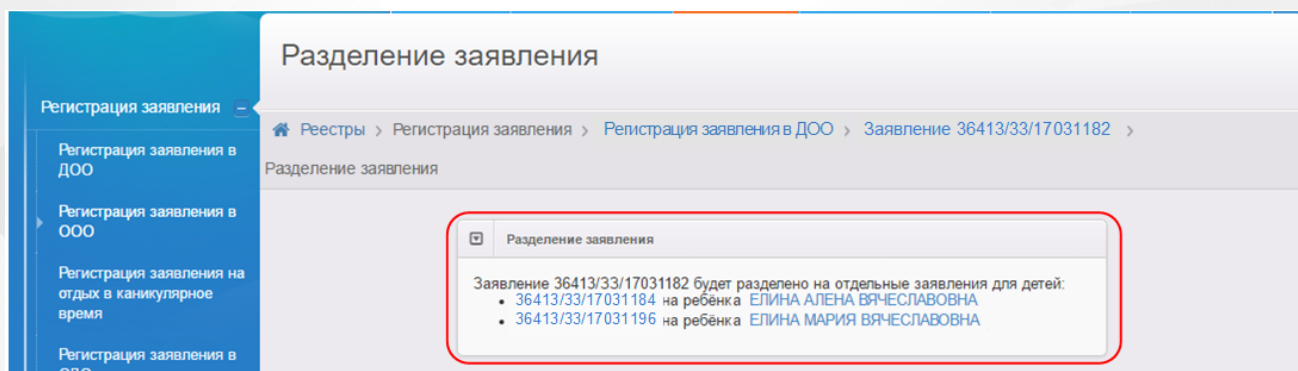 Разделение заявления
Регистрация заявления
Реестры > Регистрация заявления > Регистрация заявления в ДОО > Заявление 36413/33/17031182 >
Разделение заявления
Регистрация заявления в
ДОО
Регистрация заявления в
ООО
Регистрация заявления на
отдых в каникулярное
время
Регистрация заявления в
Разделение заявления
Заявление 36413/33/17031182 будет разделено на отдельные заявления для детей:
• 36413/33/17031184 на ребёнка ЕЛИНА АЛЕНА ВЯЧЕСЛАВОВНА
• 36413/33/17031196 на ребёнка ЕЛИНА МАРИЯ ВЯЧЕСЛАВОВНА